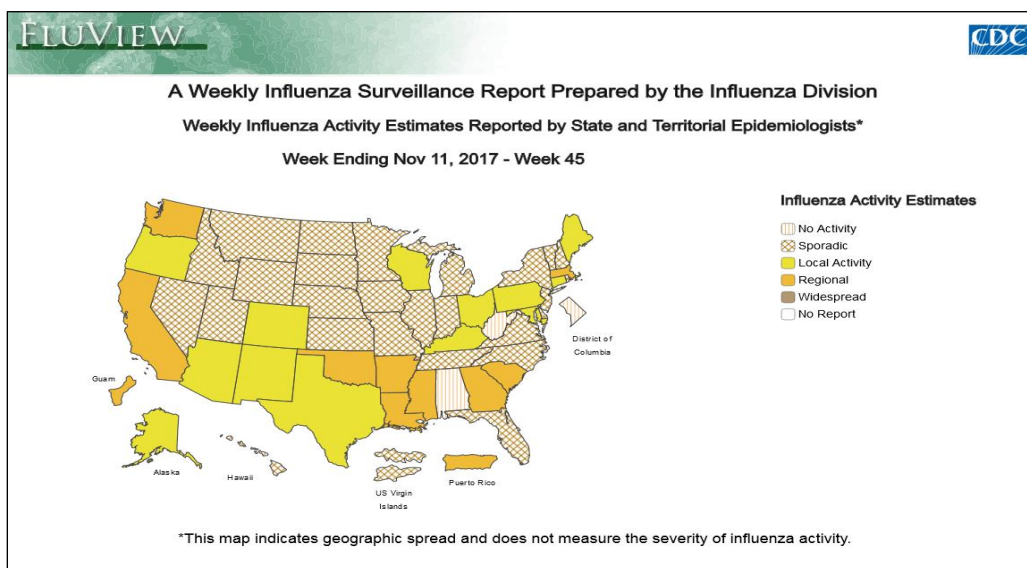 FLUVIEW
CDC
A Weekly Influenza Surveillance Report Prepared by the Influenza Division
Weekly Influenza Activity Estimates Reported by State and Territorial Epidemiologists*
Week Ending Nov 11, 2017 - Week 45
Influenza Activity Estimates
No Activity
Sporadic
Local Activity
Regional
Widespread
No Report
District of
Columbia
Guam
Alaska
Hawaii
US Virgin
Islands
Puerto Rico
*This map indicates geographic spread and does not measure the severity of influenza activity.